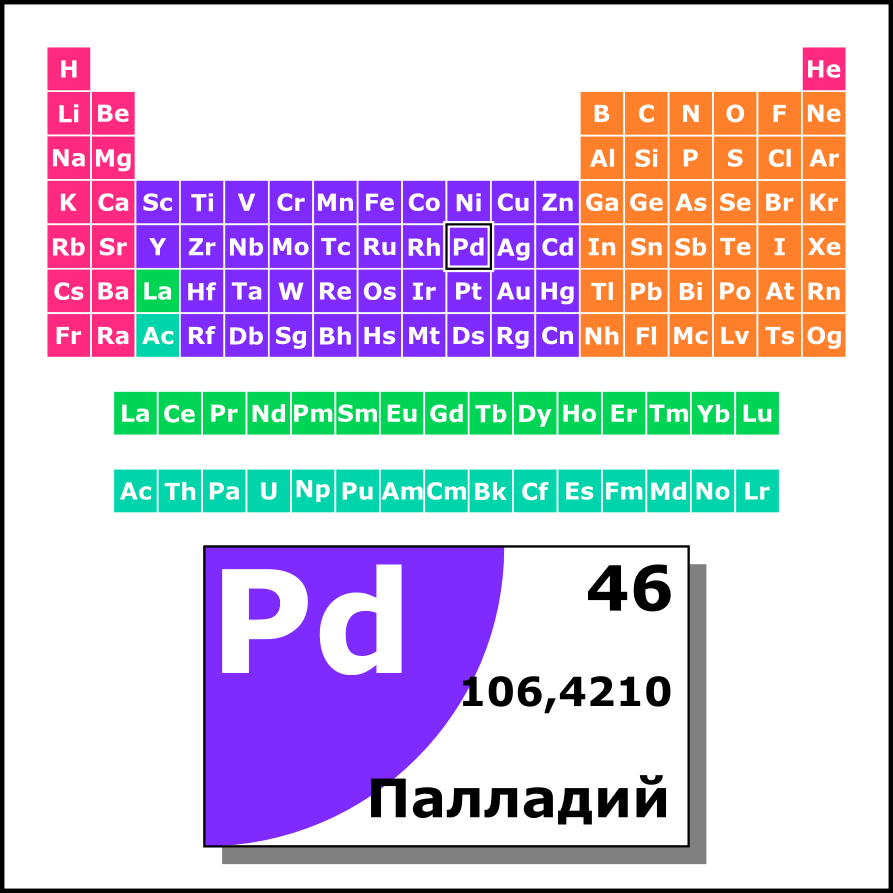 H He
Li Be B C N O F Ne
Na Mg Al Si P S Cl Ar
K Ca Sc Ti V Cr Mn Fe Co Ni Cu Zn Ga Ge As Se Br Kr
Rb Sr Y Zr Nb Mo Tc Ru Rh Pd Ag Cd In Sn Sb Te I Xe
Cs Ba La Hf Ta W Re Os Ir Pt Au Hg Tl Pb Bi Po At Rn
Fr Ra Ac Rf Db Sg Bh Hs Mt Ds Rg Cn Nh Fl Mc Lv Ts Og
La Ce Pr Nd Pm Sm Eu Gd Tb Dy Ho Er Tm Yb Lu
Ac Th Pa U Np Pu Am Cm Bk Cf Es Fm Md No Lr
Pd 46
106,4210
Палладий